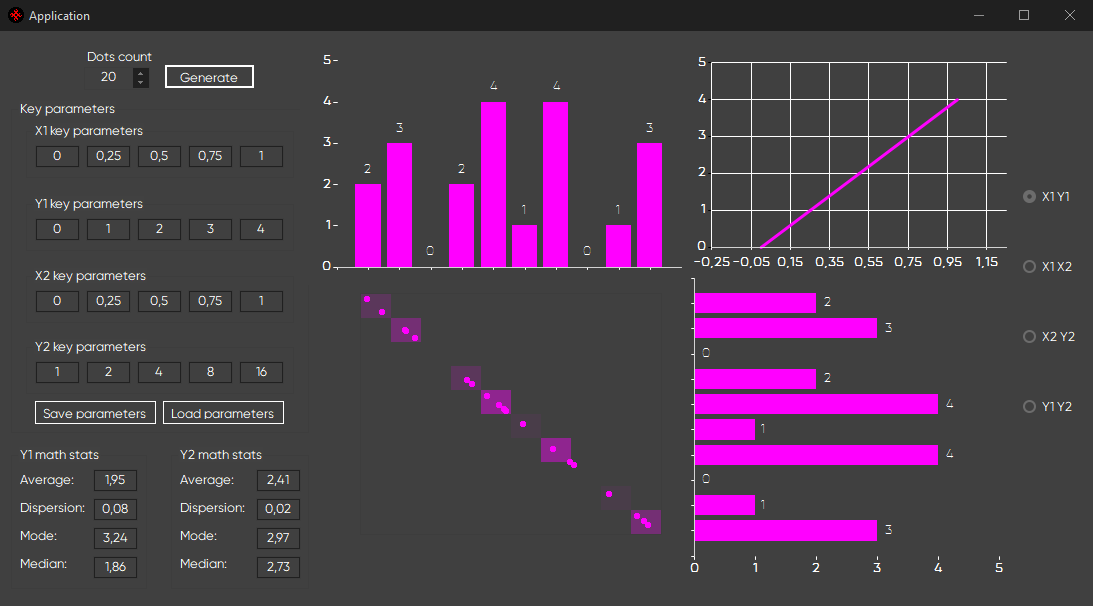 Application
Dots count
20
Generate
Key parameters
X1 key parameters
0 0,25 0,5 0,75 1
Y1 key parameters
0 1 2 3 4
X2 key parameters
0 0,25 0,5 0,75 1
Y2 key parameters
1 2 4 8 16
Save parameters Load parameters
Y1 math stats
Average: 1,95
Dispersion: 0,08
Mode: 3,24
Median: 1,86
Y2 math stats
Average: 2,41
Dispersion: 0,02
Mode: 2,97
Median: 2,73
5
4
3
2
1
0
2 3 0 2 4 1 4 0 1 3
5
4
3
2
1
0
-0,25 -0,05 0,15 0,35 0,55 0,75 0,95 1,15
2
3
0
2
4
1
4
0
1
3
0 1 2 3 4 5
X1 Y1
X1 X2
X2 Y2
Y1 Y2